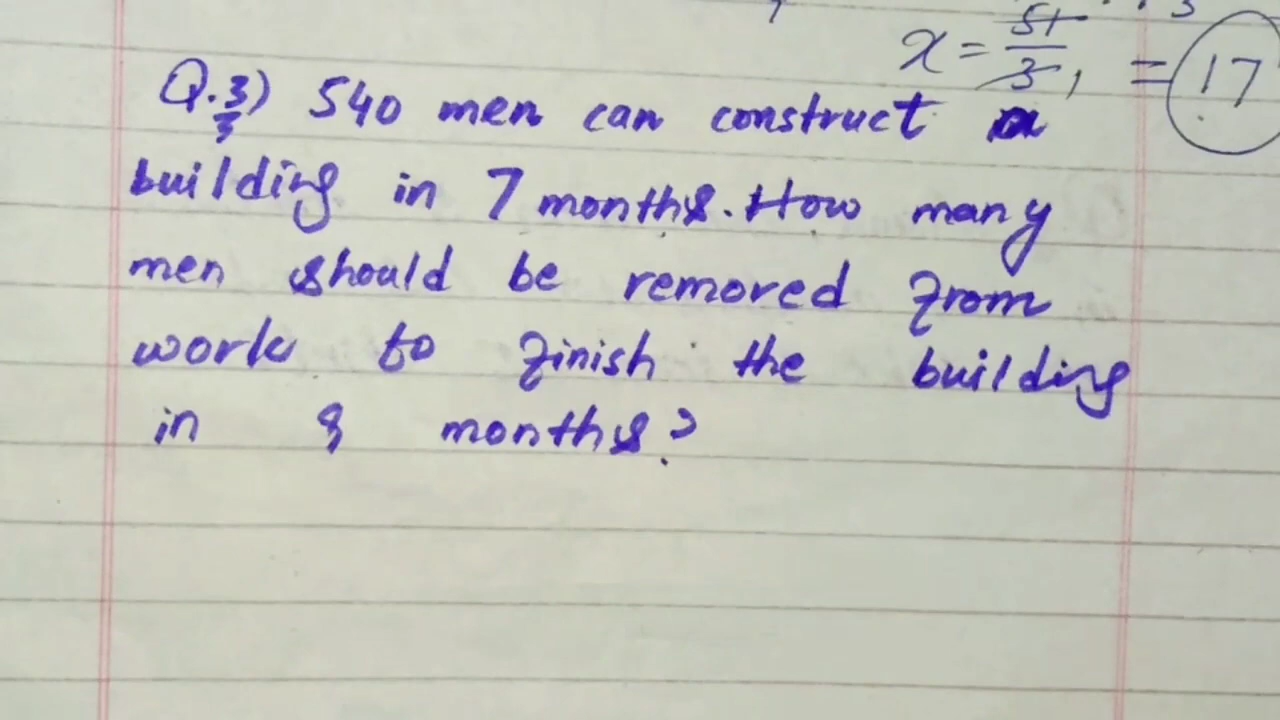 x = 51/3 = 17
Q.3) 540 men can construct a
building in 7 months. How many
men should be removed from
work to finish the building
in 9 months?